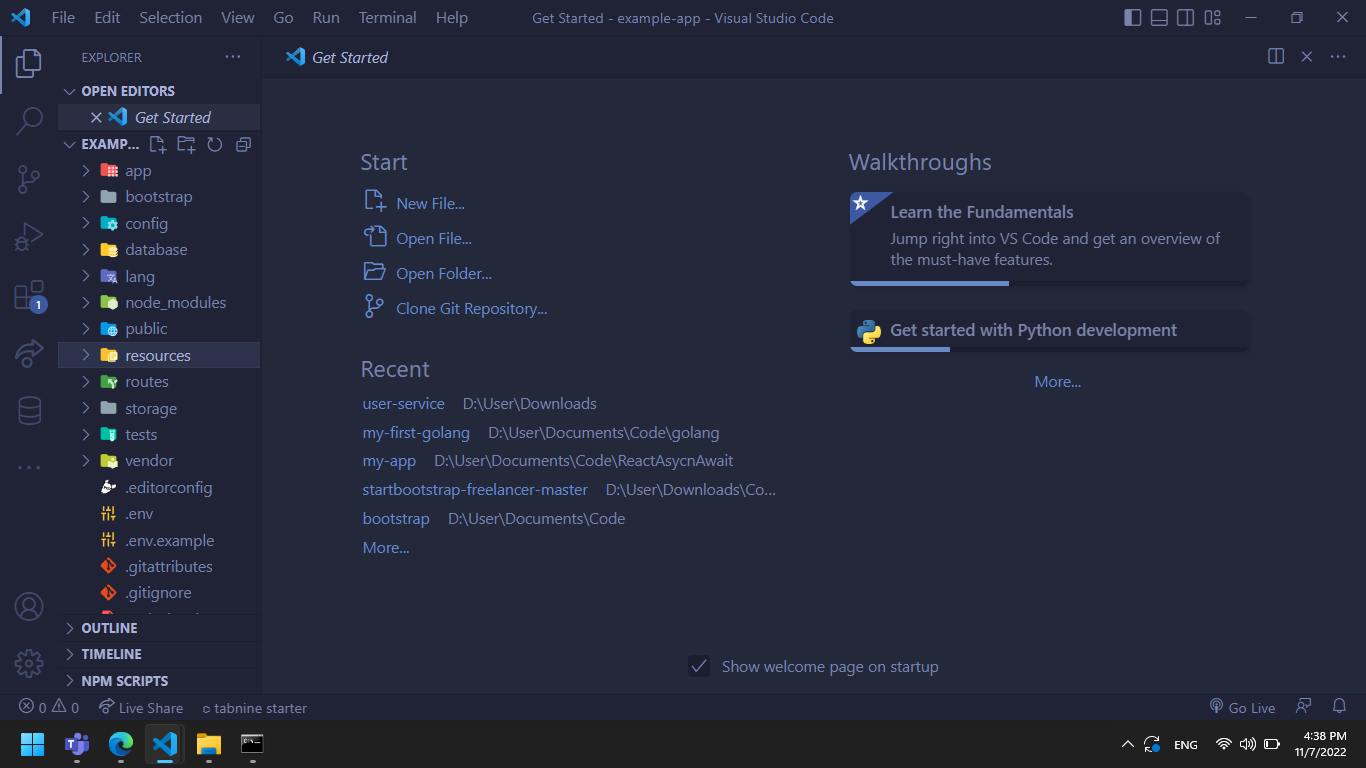 File Edit Selection View Go Run Terminal Help Get Started - example-app - Visual Studio Code
EXPLORER
Get Started
OPEN EDITORS
Get Started
EXAMP...
app
bootstrap
config
database
lang
node_modules
public
resources
routes
storage
tests
vendor
.editorconfig
.env
.env.example
.gitattributes
.gitignore
OUTLINE
TIMELINE
NPM SCRIPTS
1
Start
New File...
Open File...
Open Folder...
Clone Git Repository...
Recent
user-service D:\User\Downloads
my-first-golang D:\User\Documents\Code\golang
my-app D:\User\Documents\Code\ReactAsycnAwait
startbootstrap-freelancer-master D:\User\Downloads\Co...
bootstrap D:\User\Documents\Code
More...
Walkthroughs
Learn the Fundamentals
Jump right into VS Code and get an overview of
the must-have features.
Get started with Python development
More...
Show welcome page on startup
0 0 Live Share tabnine starter Go Live
ENG
4:38 PM
11/7/2022